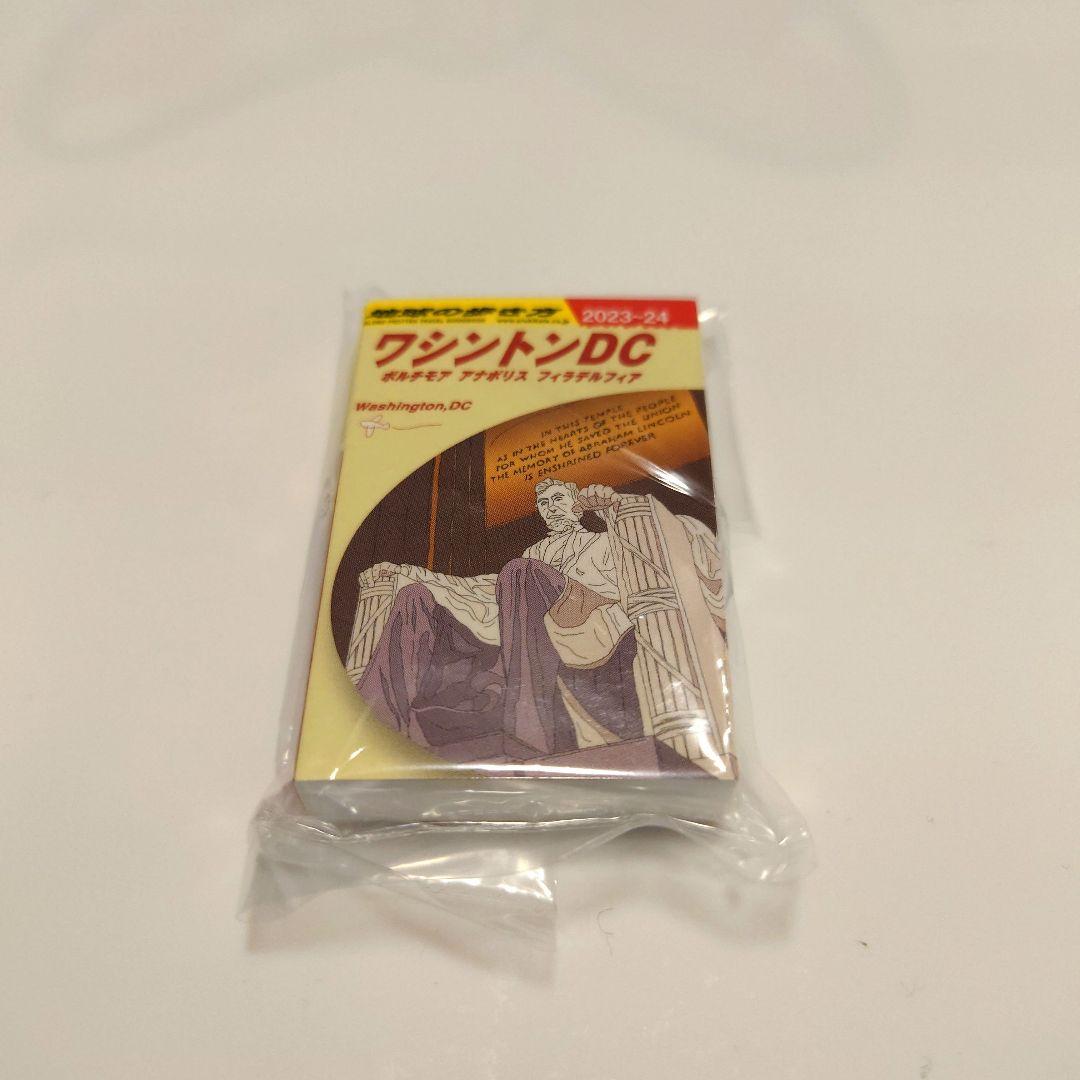 地球の歩き方 2023~24
ワシントンDC
ボルチモア アナポリス フィラデルフィア
Washington,DC
IN THIS TEMPLE
AS IN THE HEARTS OF THE PEOPLE
FOR WHOM HE SAVED THE UNION
THE MEMORY OF ABRAHAM LINCOLN
IS ENSHRINED FOREVER